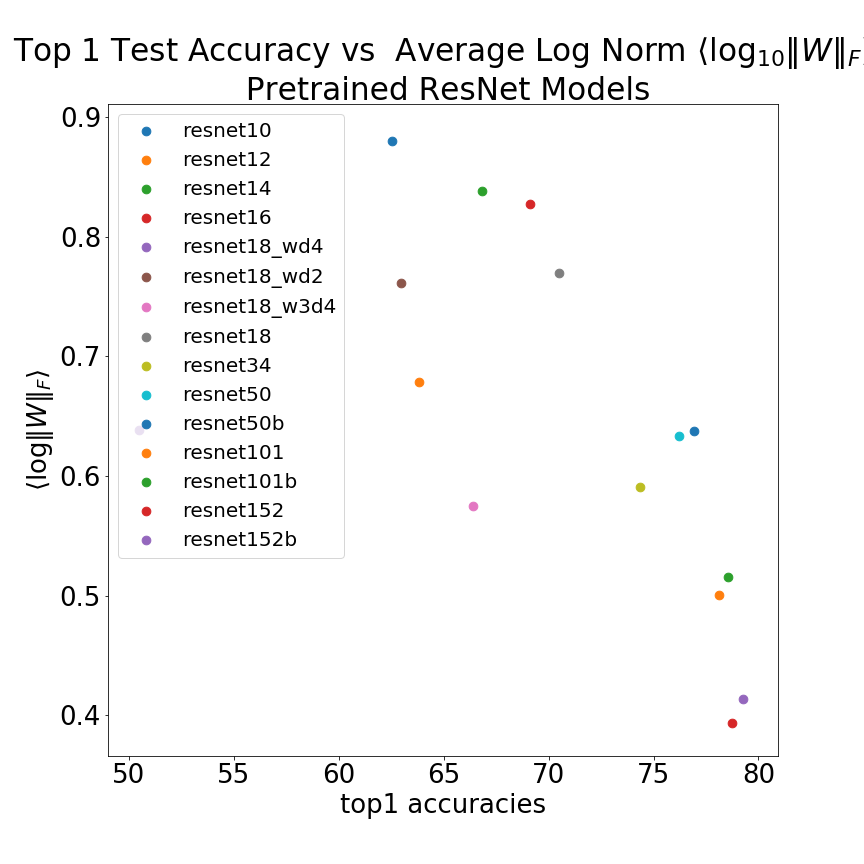 Top 1 Test Accuracy vs  Average Log Norm ⟨log₁₀‖W‖F⟩
Pretrained ResNet Models
0.9
0.8
0.7
0.6
0.5
0.4
⟨log‖W‖F⟩
resnet10
resnet12
resnet14
resnet16
resnet18_wd4
resnet18_wd2
resnet18_w3d4
resnet18
resnet34
resnet50
resnet50b
resnet101
resnet101b
resnet152
resnet152b
50 55 60 65 70 75 80
top1 accuracies